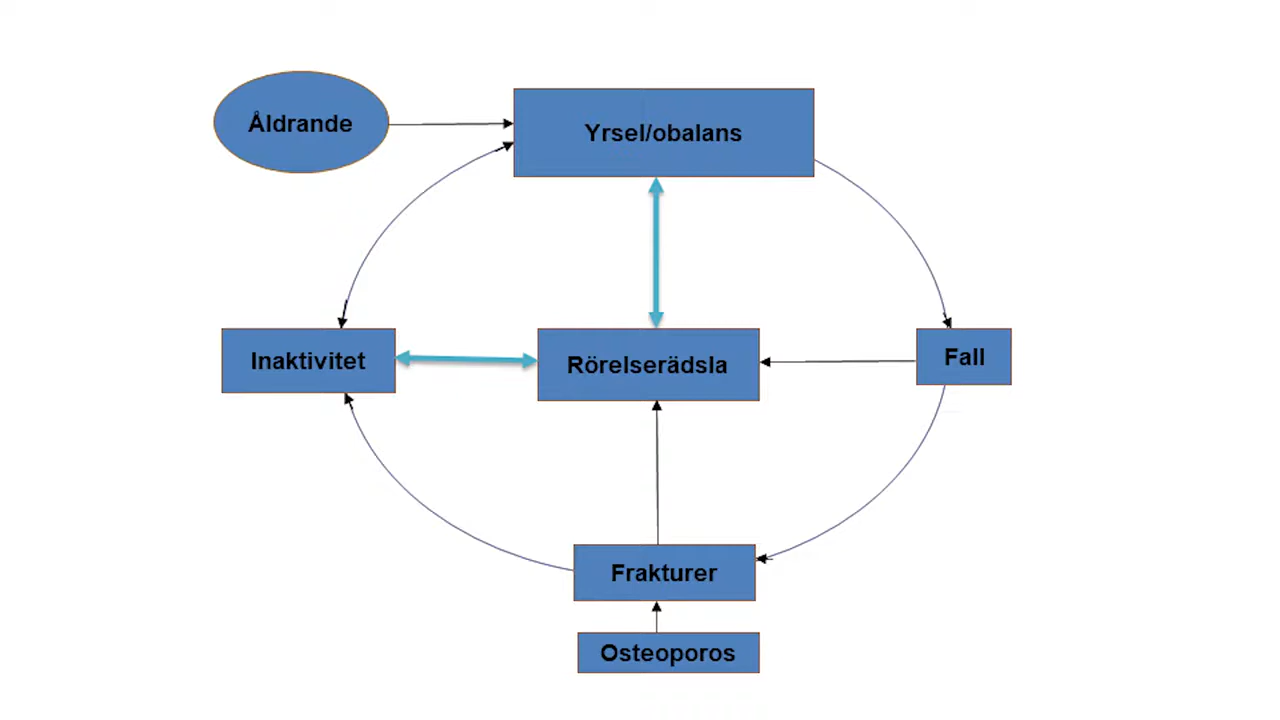 Åldrande
Yrsel/obalans
Inaktivitet
Rörelserädsla
Fall
Frakturer
Osteoporos